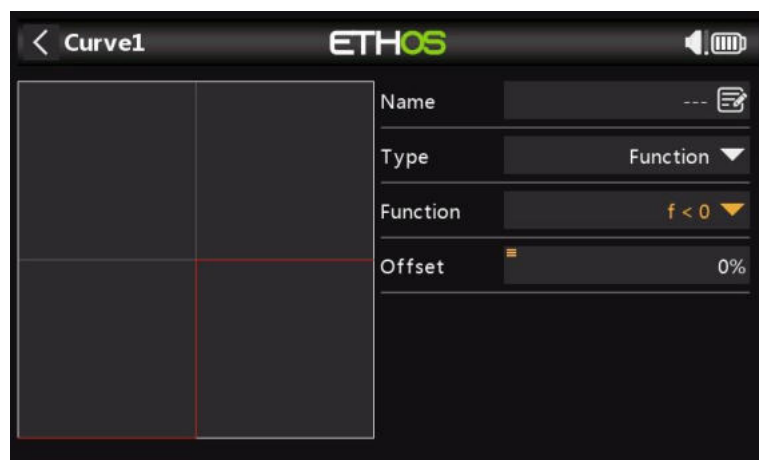 Curve1
ETHOS
Name ---
Type Function
Function f < 0
Offset 0%